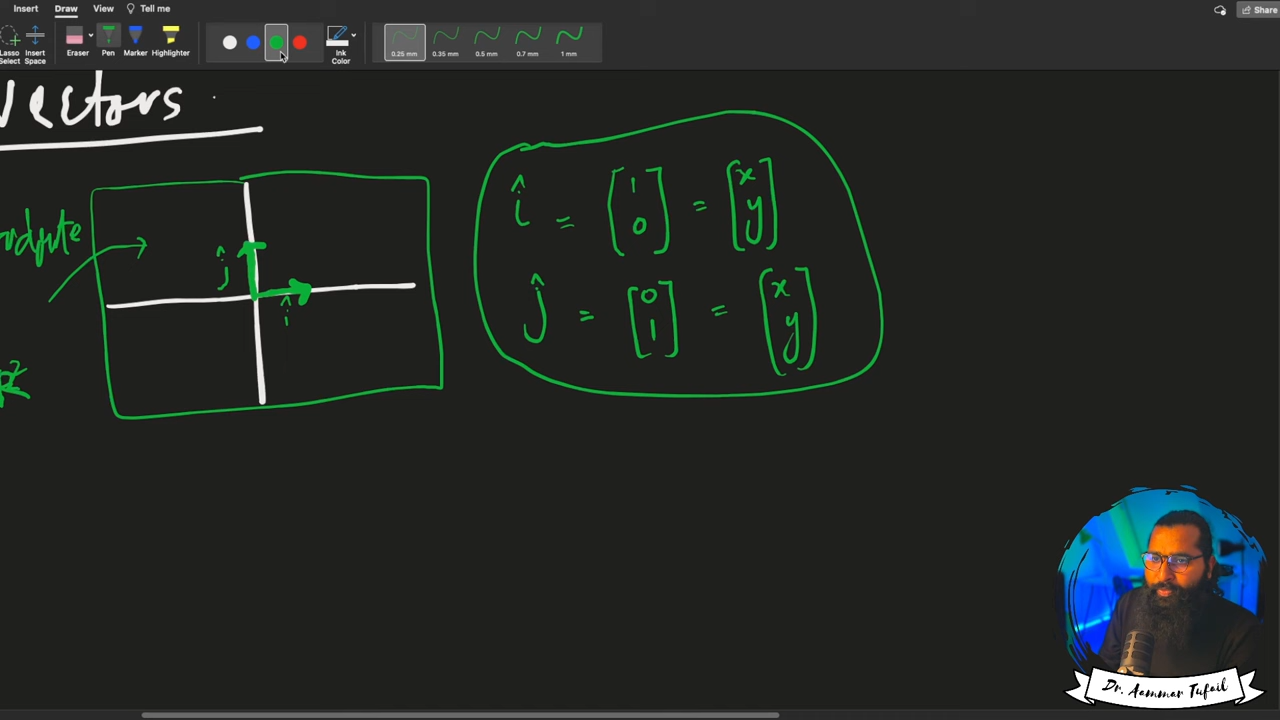 Insert Draw View Tell me
Share
Lasso Select
Insert Space
Eraser
Pen
Marker
Highlighter
Ink Color
0.25 mm
0.35 mm
0.5 mm
0.7 mm
1 mm
Vectors
î = [1 0] = [x y]
ĵ
î
ĵ = [0 1] = [x y]
R²
Dr. Aammar Tufail